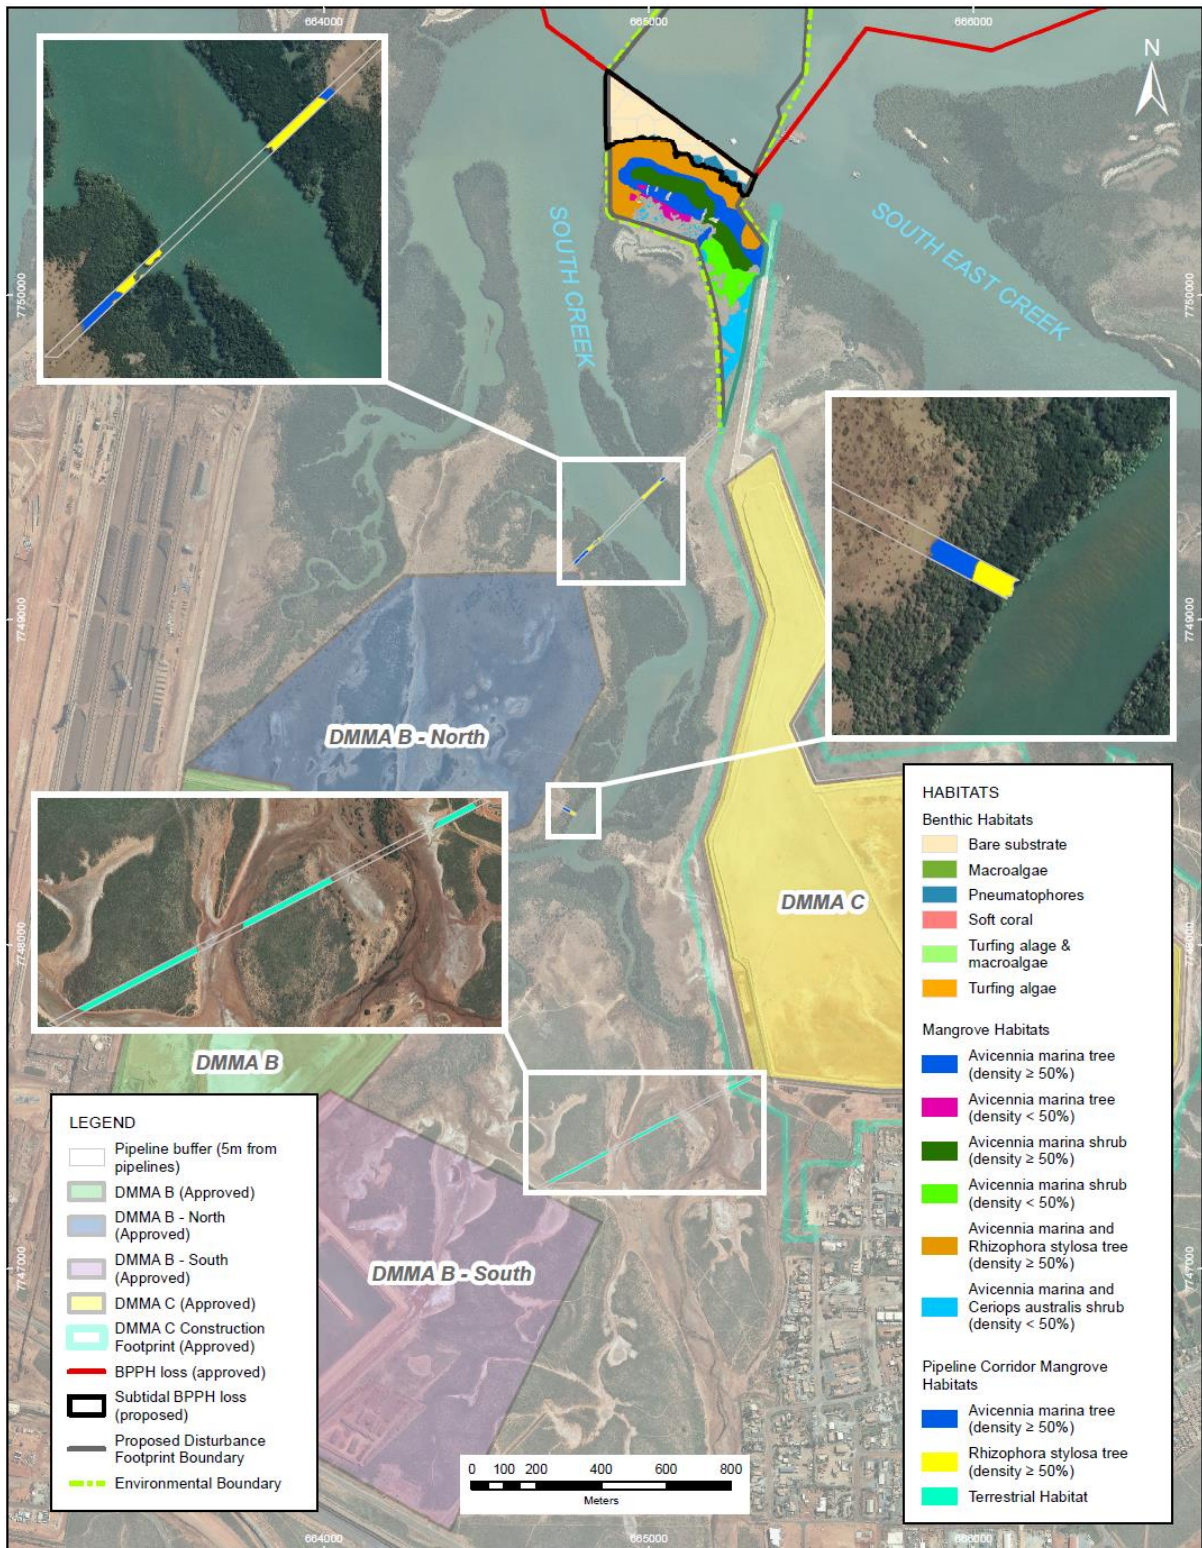 664000
665000
666000
N
7750000
7750000
SOUTH CREEK
SOUTH EAST CREEK
7749000
7749000
DMMA B - North
7748000
7748000
DMMA C
DMMA B
DMMA B - South
7747000
7747000
LEGEND
Pipeline buffer (5m from
pipelines)
DMMA B (Approved)
DMMA B - North
(Approved)
DMMA B - South
(Approved)
DMMA C (Approved)
DMMA C Construction
Footprint (Approved)
BPPH loss (approved)
Subtidal BPPH loss
(proposed)
Proposed Disturbance
Footprint Boundary
Environmental Boundary
0 100 200 400 600 800
Meters
HABITATS
Benthic Habitats
Bare substrate
Macroalgae
Pneumatophores
Soft coral
Turfing alage &
macroalgae
Turfing algae
Mangrove Habitats
Avicennia marina tree
(density ≥ 50%)
Avicennia marina tree
(density < 50%)
Avicennia marina shrub
(density ≥ 50%)
Avicennia marina shrub
(density < 50%)
Avicennia marina and
Rhizophora stylosa tree
(density ≥ 50%)
Avicennia marina and
Ceriops australis shrub
(density < 50%)
Pipeline Corridor Mangrove
Habitats
Avicennia marina tree
(density ≥ 50%)
Rhizophora stylosa tree
(density ≥ 50%)
Terrestrial Habitat
664000
665000
666000